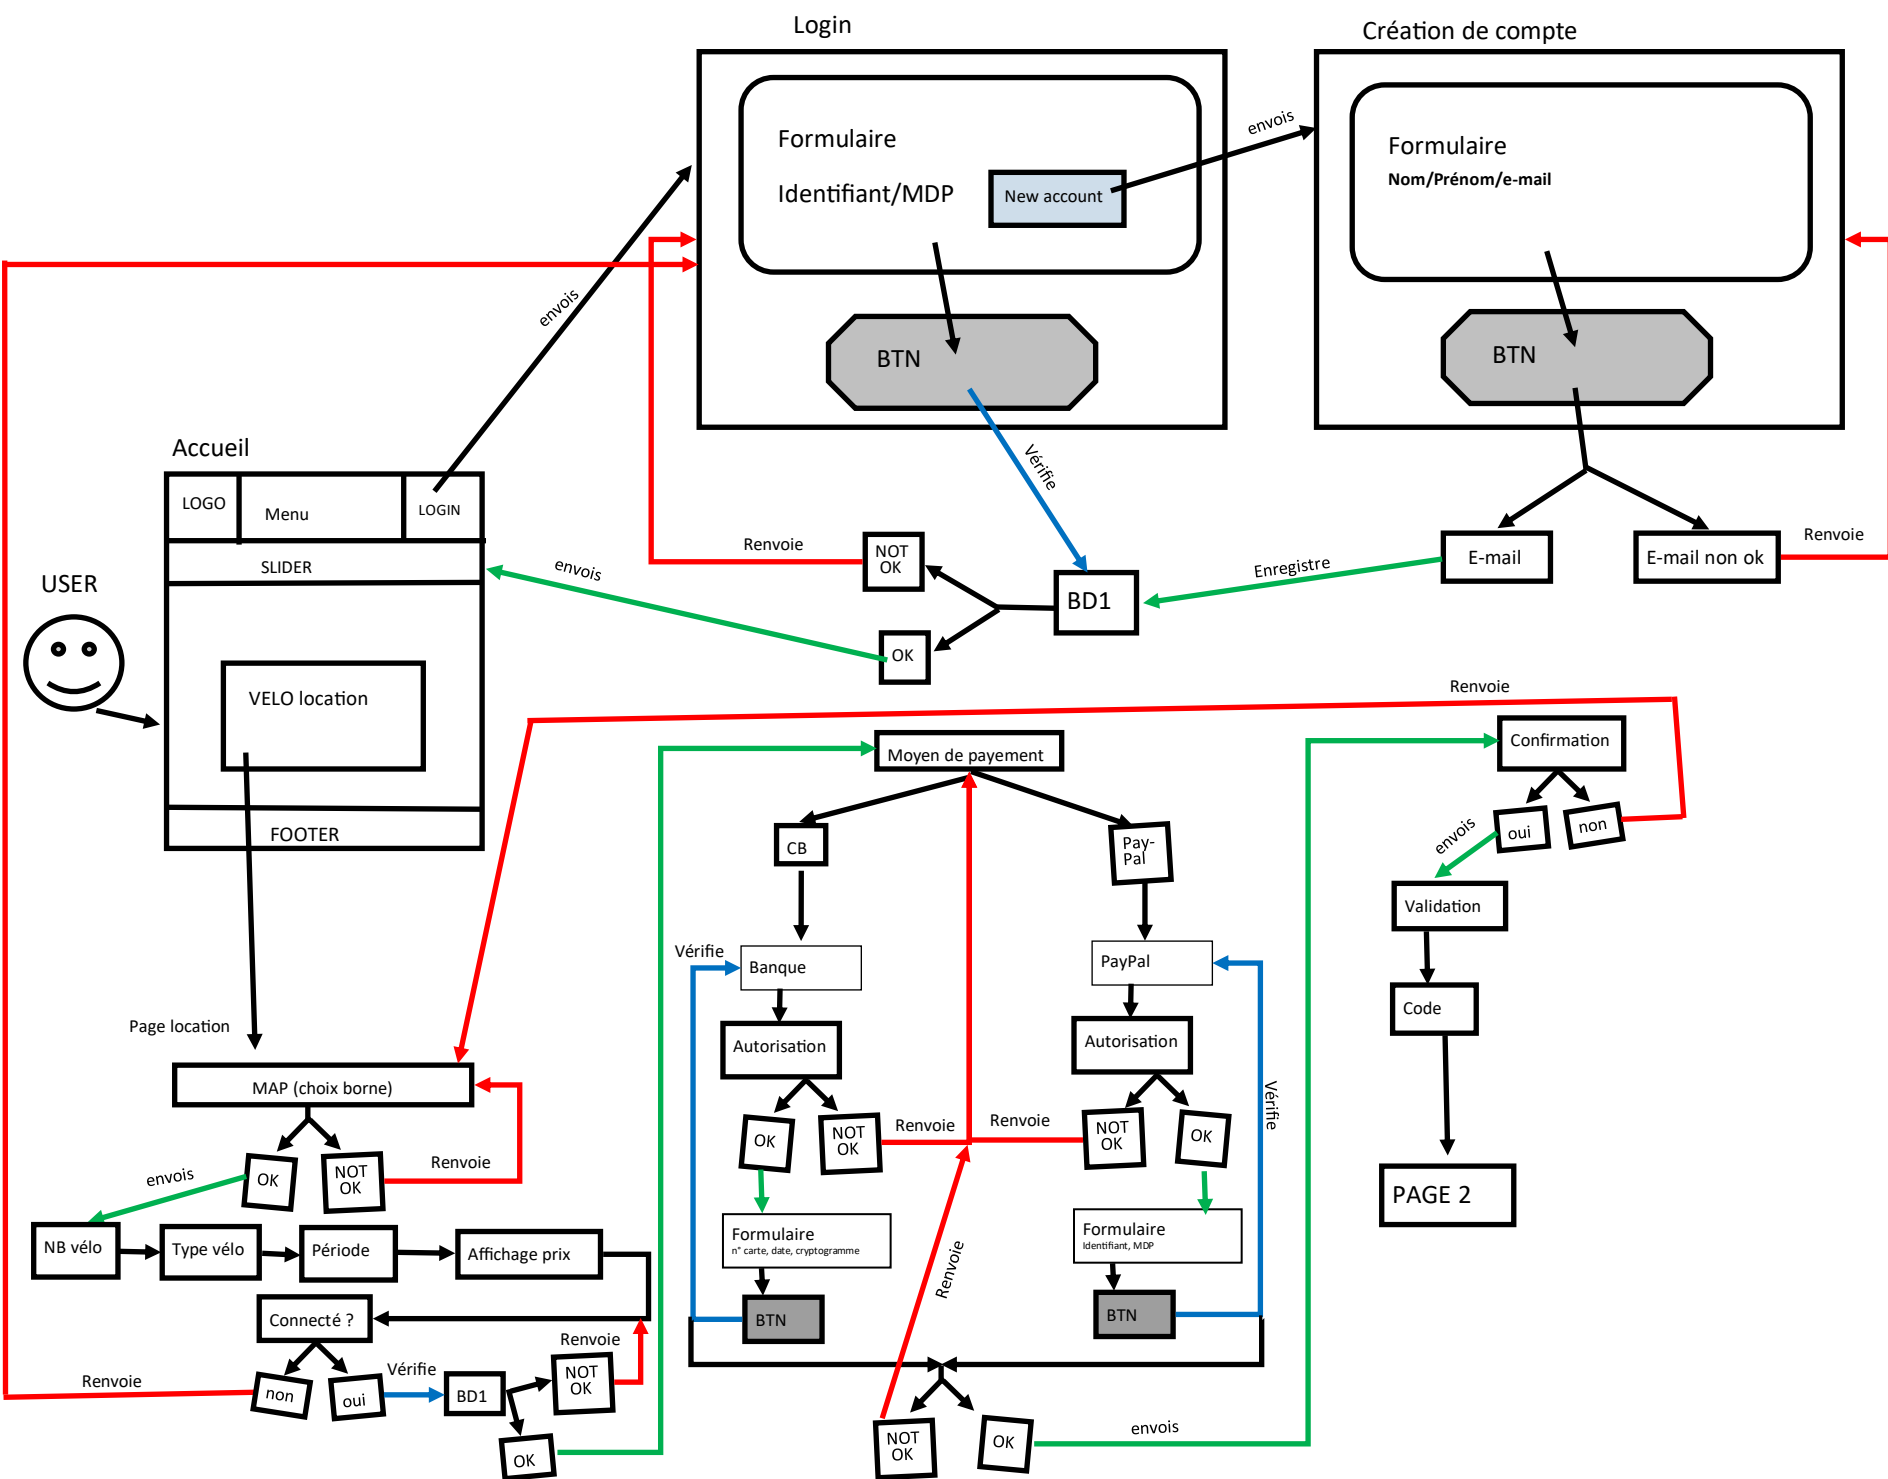 Login
Création de compte
Formulaire
Identifiant/MDP
New account
envois
Formulaire
Nom/Prénom/e-mail
envois
BTN
BTN
Accueil
LOGO
Menu
LOGIN
Vérifie
SLIDER
USER
Renvoie
NOT
OK
envois
BD1
Enregistre
E-mail
E-mail non ok
Renvoie
OK
VELO location
FOOTER
Renvoie
Moyen de payement
Confirmation
CB
Pay-
Pal
oui
non
envois
Validation
Vérifie
Banque
PayPal
Code
Page location
Autorisation
Autorisation
MAP (choix borne)
Vérifie
OK
NOT
OK
Renvoie
Renvoie
NOT
OK
OK
envois
OK
NOT
OK
Renvoie
PAGE 2
NB vélo
Type vélo
Période
Affichage prix
Formulaire
n° carte, date, cryptogramme
Formulaire
Identifiant, MDP
Renvoie
BTN
BTN
Connecté ?
Renvoie
Renvoie
non
oui
Vérifie
BD1
NOT
OK
OK
NOT
OK
OK
envois